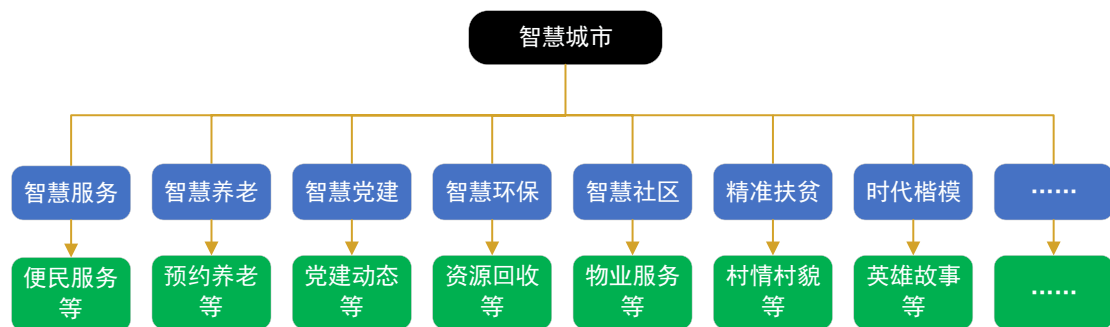 智慧城市
智慧服务
智慧养老
智慧党建
智慧环保
智慧社区
精准扶贫
时代楷模
······
便民服务
等
预约养老
等
党建动态
等
资源回收
等
物业服务
等
村情村貌
等
英雄故事
等
······